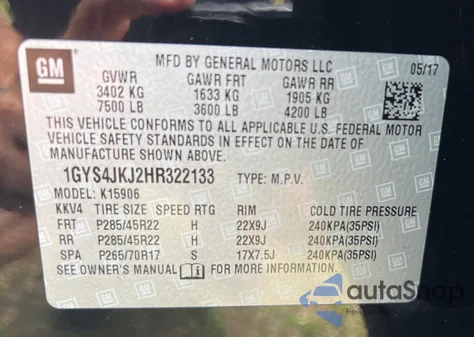 GM
MFD BY GENERAL MOTORS LLC 05/17
GVWR GAWR FRT GAWR RR
3402 KG 1633 KG 1905 KG
7500 LB 3600 LB 4200 LB
THIS VEHICLE CONFORMS TO ALL APPLICABLE U.S. FEDERAL MOTOR
VEHICLE SAFETY STANDARDS IN EFFECT ON THE DATE OF
MANUFACTURE SHOWN ABOVE.
1GYS4JKJ2HR322133 TYPE: M.P.V.
MODEL: K15906
KKV4 TIRE SIZE SPEED RTG RIM COLD TIRE PRESSURE
FRT P285/45R22 H 22X9J 240KPA(35PSI)
RR P285/45R22 H 22X9J 240KPA(35PSI)
SPA P265/70R17 S 17X7.5J 240KPA(35PSI)
SEE OWNER'S MANUAL FOR MORE INFORMATION.
autoSnap